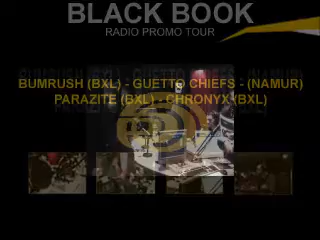 BLACK BOOK
RADIO PROMO TOUR
BUMRUSH (BXL) - GUETTO CHIEFS - (NAMUR)
PARAZITE (BXL) - CHRONYX (BXL)